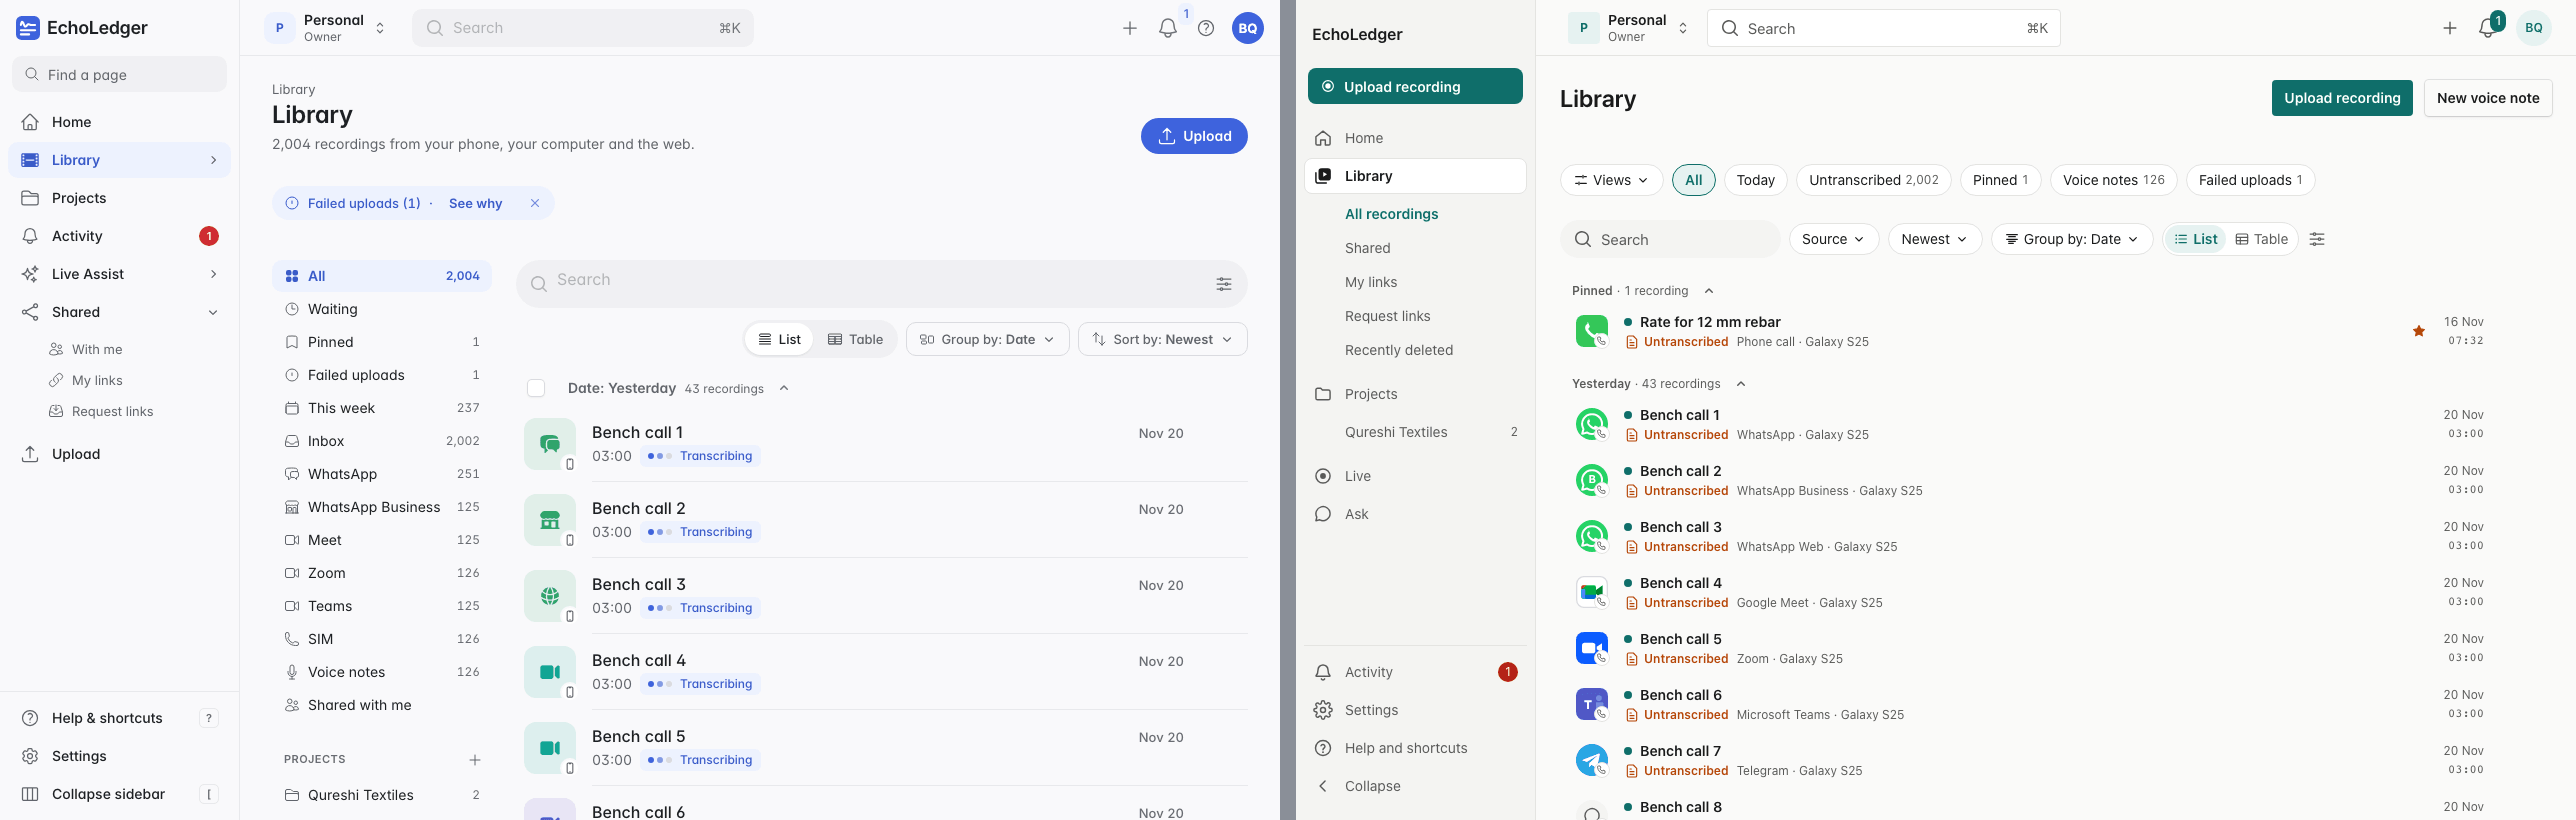 EchoLedger
Find a page
Home
Library
Projects
Activity 1
Live Assist
Shared
With me
My links
Request links
Upload
Help & shortcuts ?
Settings
Collapse sidebar [
P Personal
Owner
Search ⌘K
1
BQ
Library
Library
2,004 recordings from your phone, your computer and the web.
Upload
Failed uploads (1) · See why
All 2,004
Waiting
Pinned 1
Failed uploads 1
This week 237
Inbox 2,002
WhatsApp 251
WhatsApp Business 125
Meet 125
Zoom 126
Teams 125
SIM 126
Voice notes 126
Shared with me
PROJECTS
Qureshi Textiles 2
Search
List Table Group by: Date Sort by: Newest
Date: Yesterday 43 recordings
Bench call 1 Nov 20
03:00 Transcribing
Bench call 2 Nov 20
03:00 Transcribing
Bench call 3 Nov 20
03:00 Transcribing
Bench call 4 Nov 20
03:00 Transcribing
Bench call 5 Nov 20
03:00 Transcribing
Bench call 6 Nov 20
EchoLedger
Upload recording
Home
Library
All recordings
Shared
My links
Request links
Recently deleted
Projects
Qureshi Textiles 2
Live
Ask
Activity 1
Settings
Help and shortcuts
Collapse
P Personal
Owner
Search ⌘K
1
BQ
Library
Upload recording New voice note
Views All Today Untranscribed 2,002 Pinned 1 Voice notes 126 Failed uploads 1
Search Source Newest Group by: Date List Table
Pinned · 1 recording
Rate for 12 mm rebar 16 Nov
Untranscribed Phone call · Galaxy S25 07:32
Yesterday · 43 recordings
Bench call 1 20 Nov
Untranscribed WhatsApp · Galaxy S25 03:00
Bench call 2 20 Nov
B Untranscribed WhatsApp Business · Galaxy S25 03:00
Bench call 3 20 Nov
Untranscribed WhatsApp Web · Galaxy S25 03:00
Bench call 4 20 Nov
Untranscribed Google Meet · Galaxy S25 03:00
Bench call 5 20 Nov
Untranscribed Zoom · Galaxy S25 03:00
Bench call 6 20 Nov
T Untranscribed Microsoft Teams · Galaxy S25 03:00
Bench call 7 20 Nov
Untranscribed Telegram · Galaxy S25 03:00
Bench call 8 20 Nov